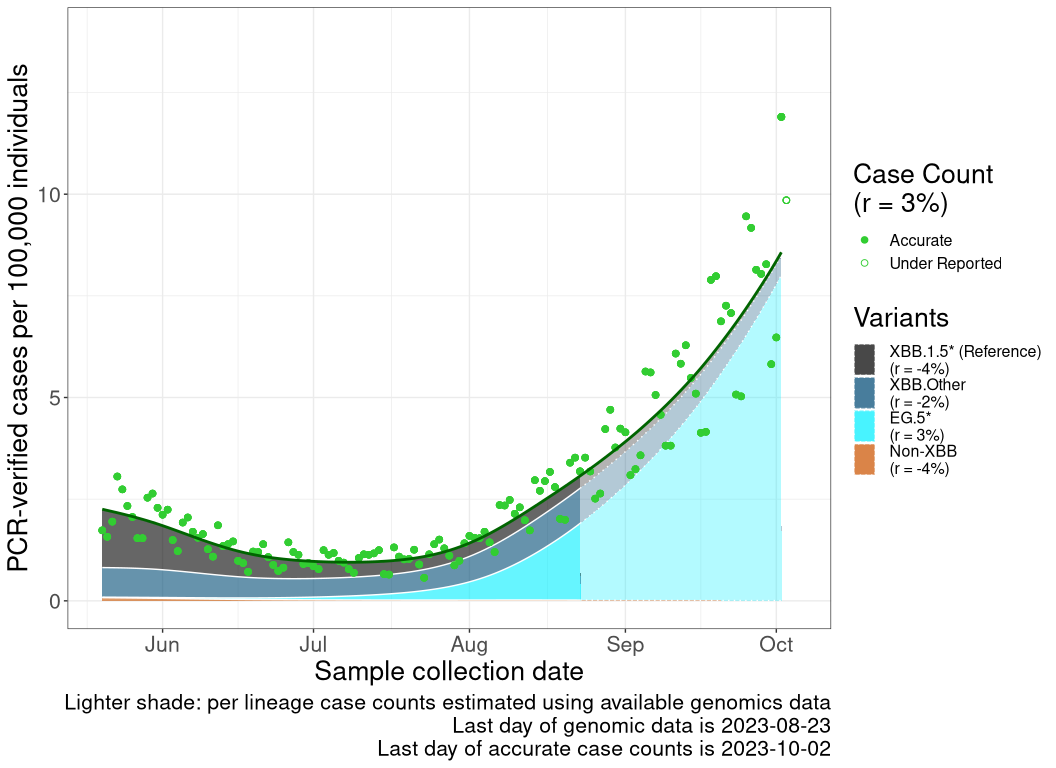 PCR-verified cases per 100,000 individuals
10
5
0
Jun Jul Aug Sep Oct
Sample collection date
Lighter shade: per lineage case counts estimated using available genomics data
Last day of genomic data is 2023-08-23
Last day of accurate case counts is 2023-10-02
Case Count
(r = 3%)
Accurate
Under Reported
Variants
XBB.1.5* (Reference)
(r = -4%)
XBB.Other
(r = -2%)
EG.5*
(r = 3%)
Non-XBB
(r = -4%)